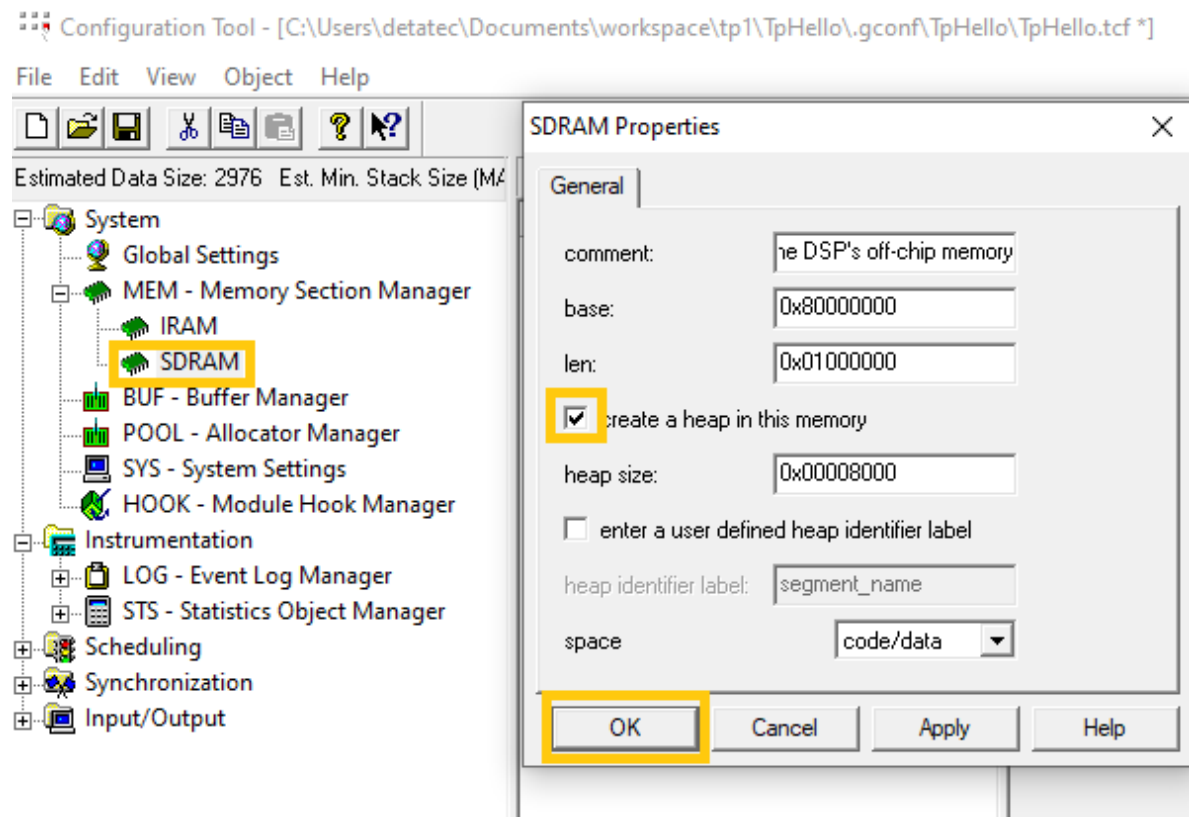 Configuration Tool - [C:\Users\detatec\Documents\workspace\tp1\TpHello\.gconf\TpHello\TpHello.tcf *]
File Edit View Object Help
Estimated Data Size: 2976 Est. Min. Stack Size (MA
System
Global Settings
MEM - Memory Section Manager
IRAM
SDRAM
BUF - Buffer Manager
POOL - Allocator Manager
SYS - System Settings
HOOK - Module Hook Manager
Instrumentation
LOG - Event Log Manager
STS - Statistics Object Manager
Scheduling
Synchronization
Input/Output
SDRAM Properties
General
comment: he DSP's off-chip memory
base: 0x80000000
len: 0x01000000
create a heap in this memory
heap size: 0x00008000
enter a user defined heap identifier label
heap identifier label: segment_name
space code/data
OK Cancel Apply Help